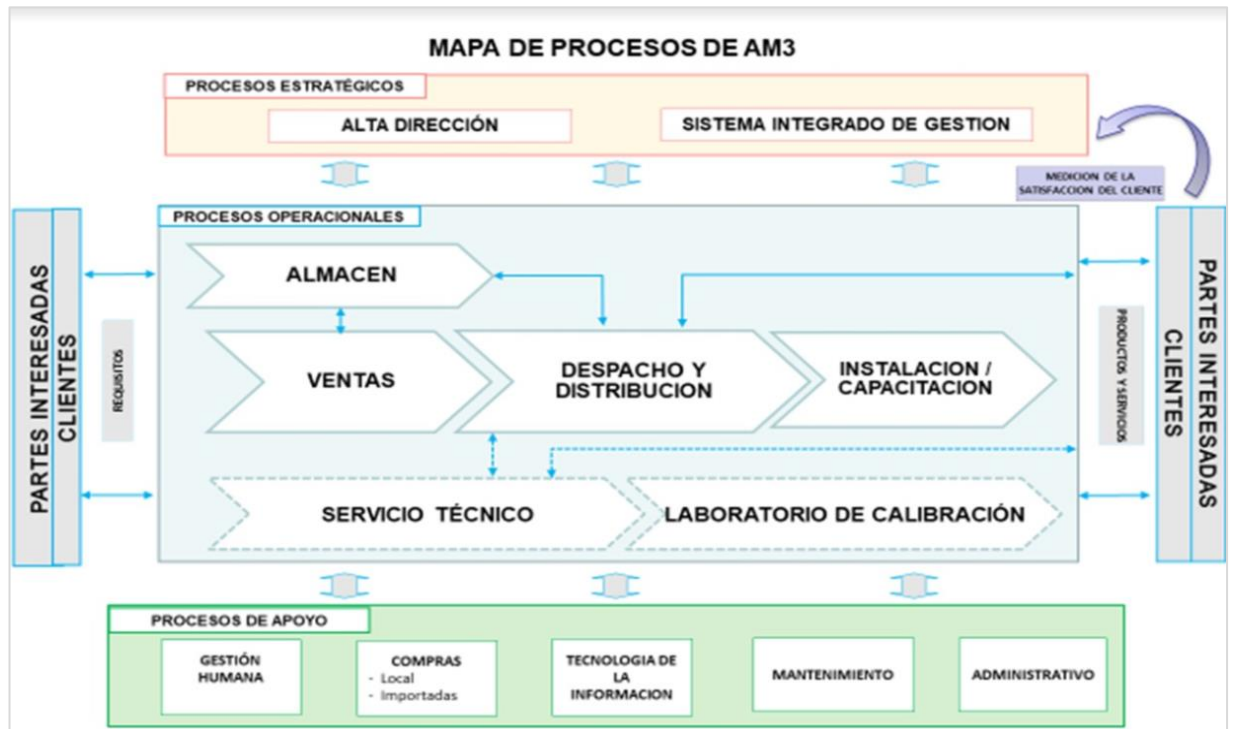 MAPA DE PROCESOS DE AM3
PROCESOS ESTRATÉGICOS
ALTA DIRECCIÓN
SISTEMA INTEGRADO DE GESTION
MEDICION DE LA
SATISFACCION DEL CLIENTE
PARTES INTERESADAS
CLIENTES
REQUISITOS
PROCESOS OPERACIONALES
ALMACEN
VENTAS
DESPACHO Y
DISTRIBUCION
INSTALACION /
CAPACITACION
SERVICIO TÉCNICO
LABORATORIO DE CALIBRACIÓN
PRODUCTOS Y SERVICIOS
CLIENTES
PARTES INTERESADAS
PROCESOS DE APOYO
GESTIÓN
HUMANA
COMPRAS
- Local
- Importadas
TECNOLOGIA DE
LA
INFORMACION
MANTENIMIENTO
ADMINISTRATIVO